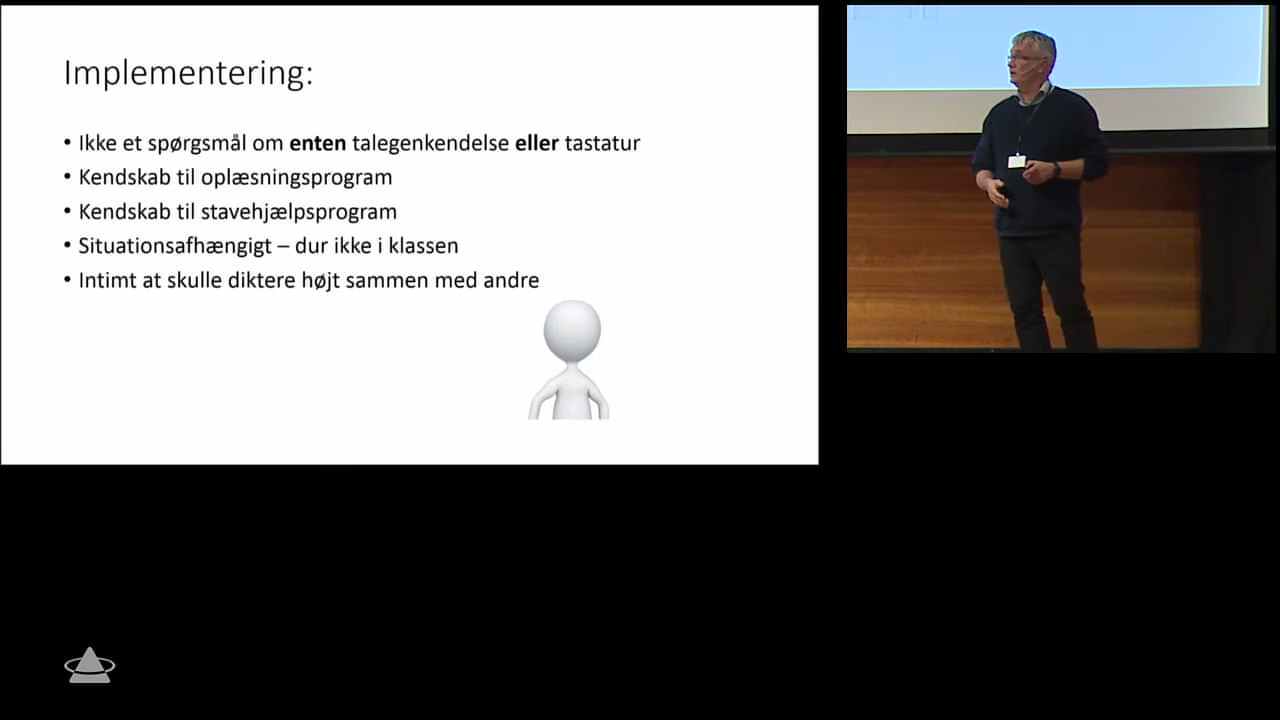 Implementering:
• Ikke et spørgsmål om enten talegenkendelse eller tastatur
• Kendskab til oplæsningsprogram
• Kendskab til stavehjælpsprogram
• Situationsafhængigt – dur ikke i klassen
• Intimt at skulle diktere højt sammen med andre